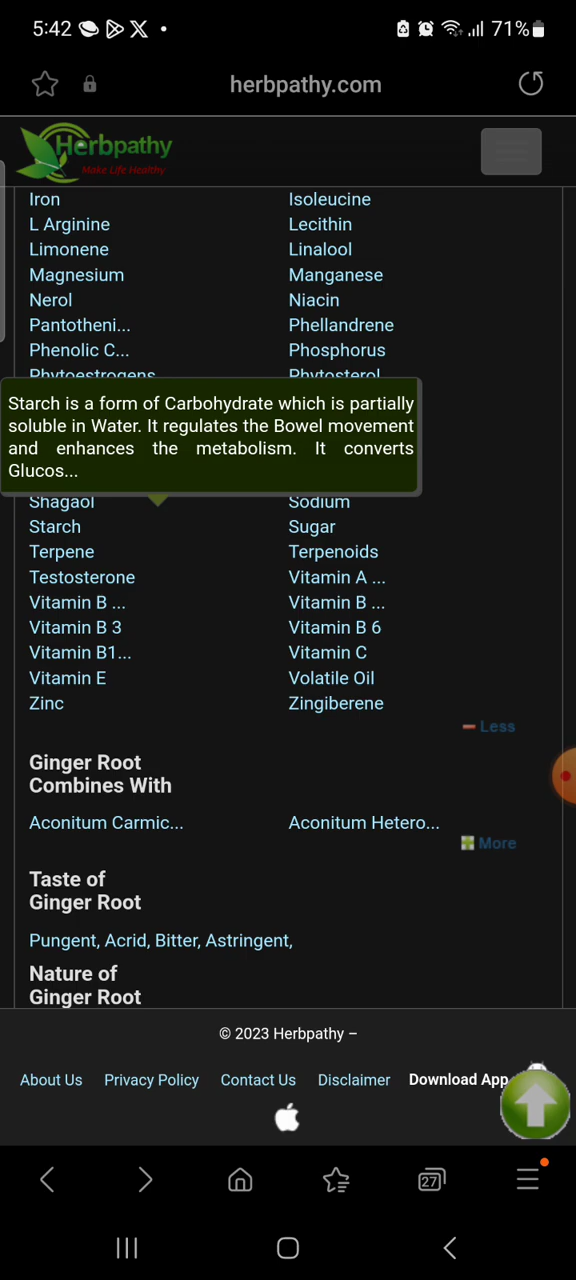 5:42
71%
herbpathy.com
Herbpathy
Make Life Healthy
Iron Isoleucine
L Arginine Lecithin
Limonene Linalool
Magnesium Manganese
Nerol Niacin
Pantotheni... Phellandrene
Phenolic C... Phosphorus
Phytoestrogens Phytosterol
Starch is a form of Carbohydrate which is partially
soluble in Water. It regulates the Bowel movement
and enhances the metabolism. It converts
Glucos...
Shagaol Sodium
Starch Sugar
Terpene Terpenoids
Testosterone Vitamin A ...
Vitamin B ... Vitamin B ...
Vitamin B 3 Vitamin B 6
Vitamin B1... Vitamin C
Vitamin E Volatile Oil
Zinc Zingiberene
Less
Ginger Root
Combines With
Aconitum Carmic... Aconitum Hetero...
More
Taste of
Ginger Root
Pungent, Acrid, Bitter, Astringent,
Nature of
Ginger Root
© 2023 Herbpathy –
About Us Privacy Policy Contact Us Disclaimer Download App
27